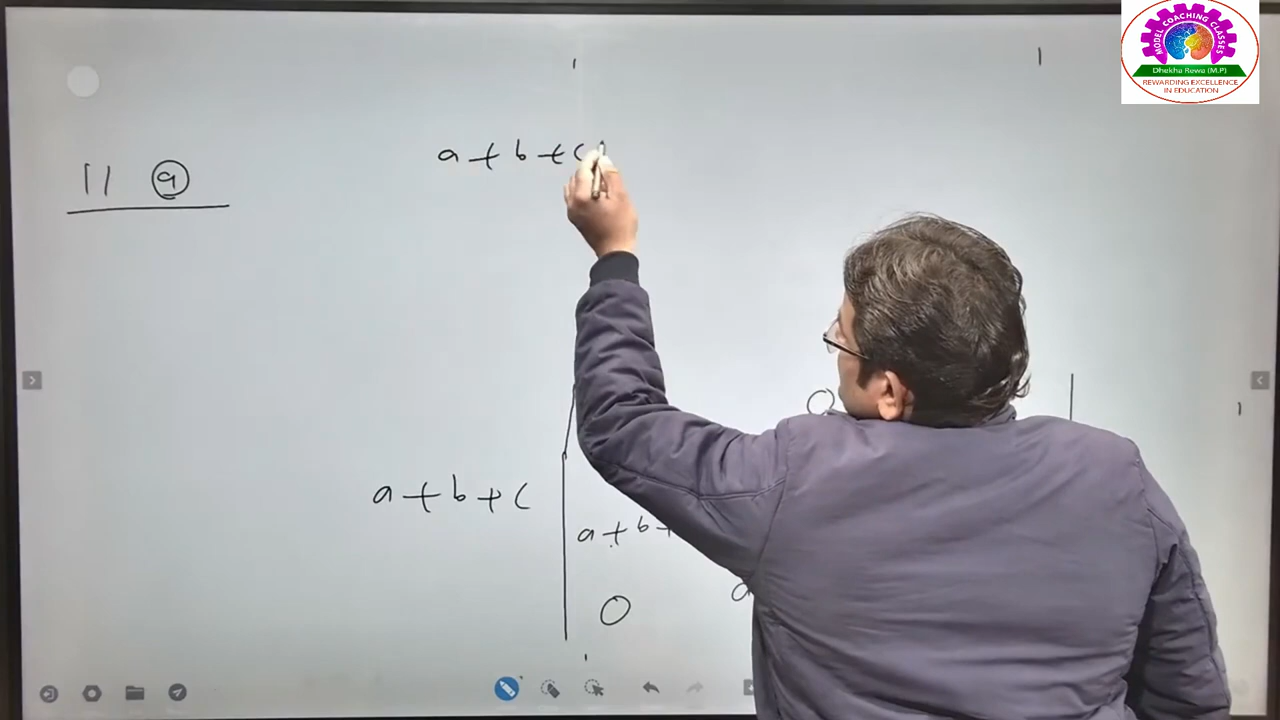 MODEL COACHING CLASSES
Dhekha Rewa (M.P)
REWARDING EXCELLENCE
IN EDUCATION
a + b + c
11 a
0
a + b + c
a + b +
0